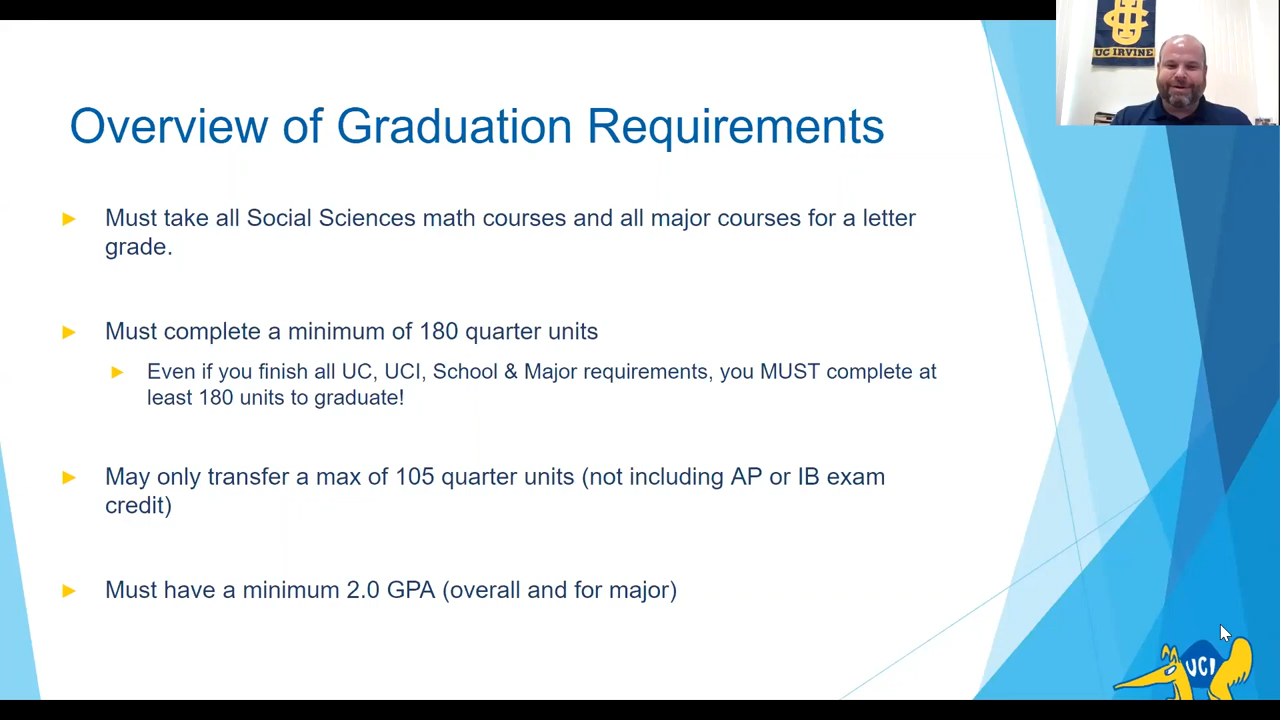 UC IRVINE
Overview of Graduation Requirements
Must take all Social Sciences math courses and all major courses for a letter
grade.
Must complete a minimum of 180 quarter units
Even if you finish all UC, UCI, School & Major requirements, you MUST complete at
least 180 units to graduate!
May only transfer a max of 105 quarter units (not including AP or IB exam
credit)
Must have a minimum 2.0 GPA (overall and for major)
UCI